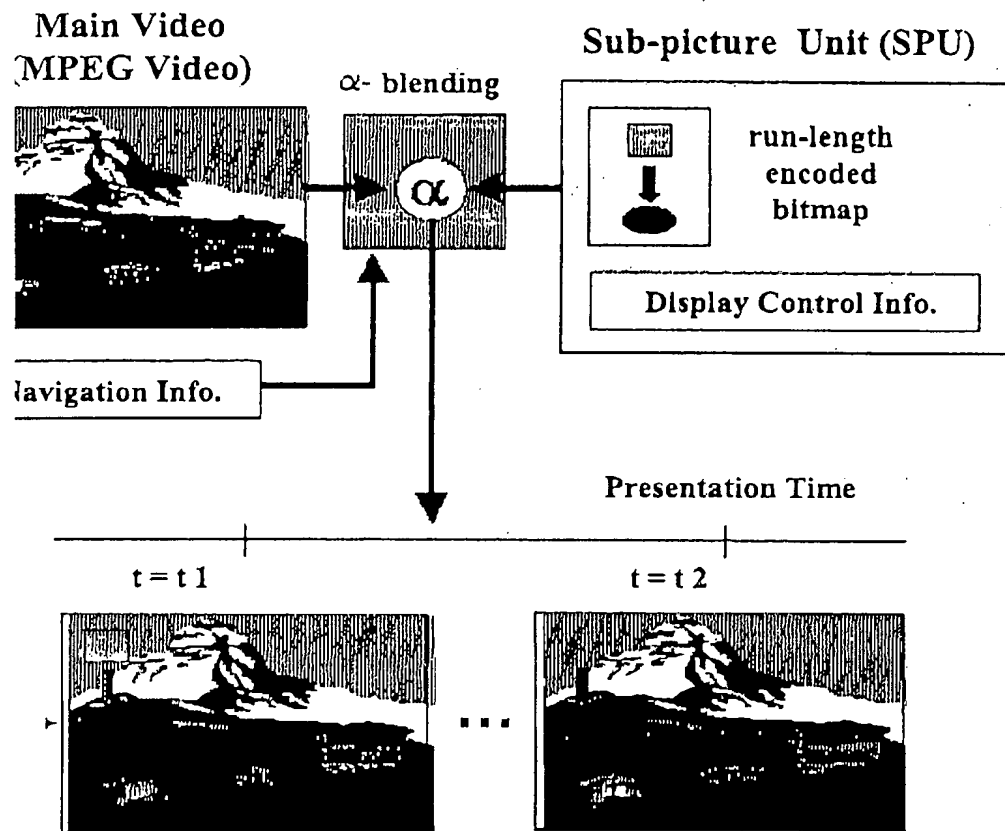 Main Video
(MPEG Video)
α- blending
Sub-picture Unit (SPU)
α
run-length
encoded
bitmap
Display Control Info.
Navigation Info.
Presentation Time
t = t 1
t = t 2